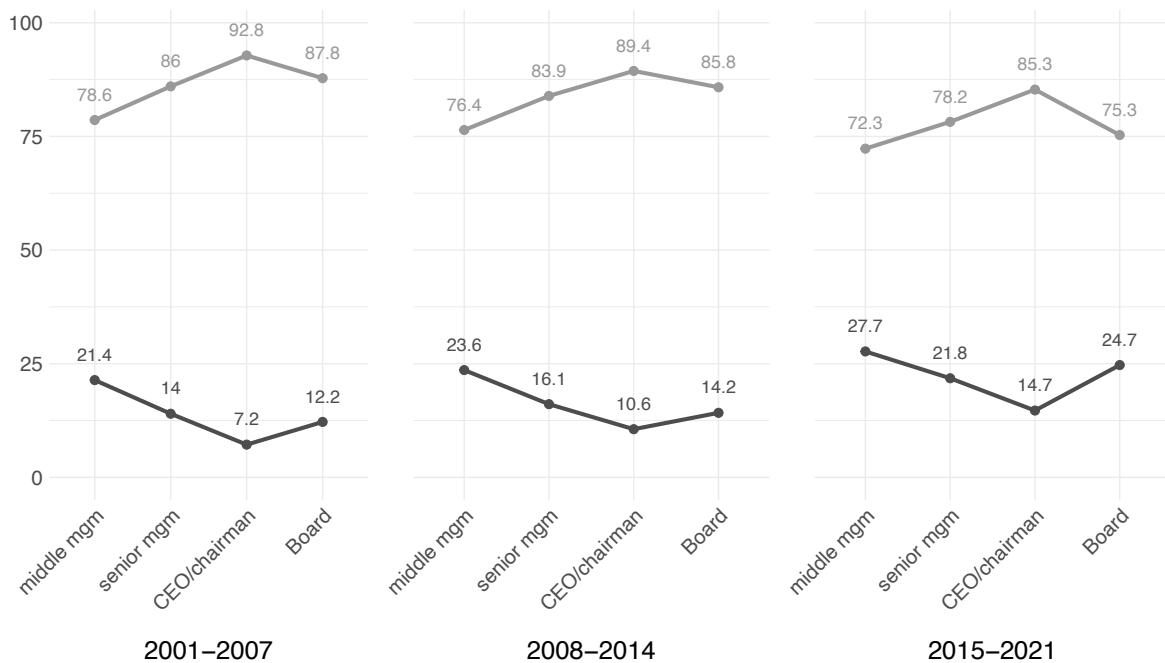 100
75
50
25
0
78.6
86
92.8
87.8
21.4
14
7.2
12.2
middle mgm
senior mgm
CEO/chairman
Board
2001–2007
76.4
83.9
89.4
85.8
23.6
16.1
10.6
14.2
middle mgm
senior mgm
CEO/chairman
Board
2008–2014
72.3
78.2
85.3
75.3
27.7
21.8
14.7
24.7
middle mgm
senior mgm
CEO/chairman
Board
2015–2021